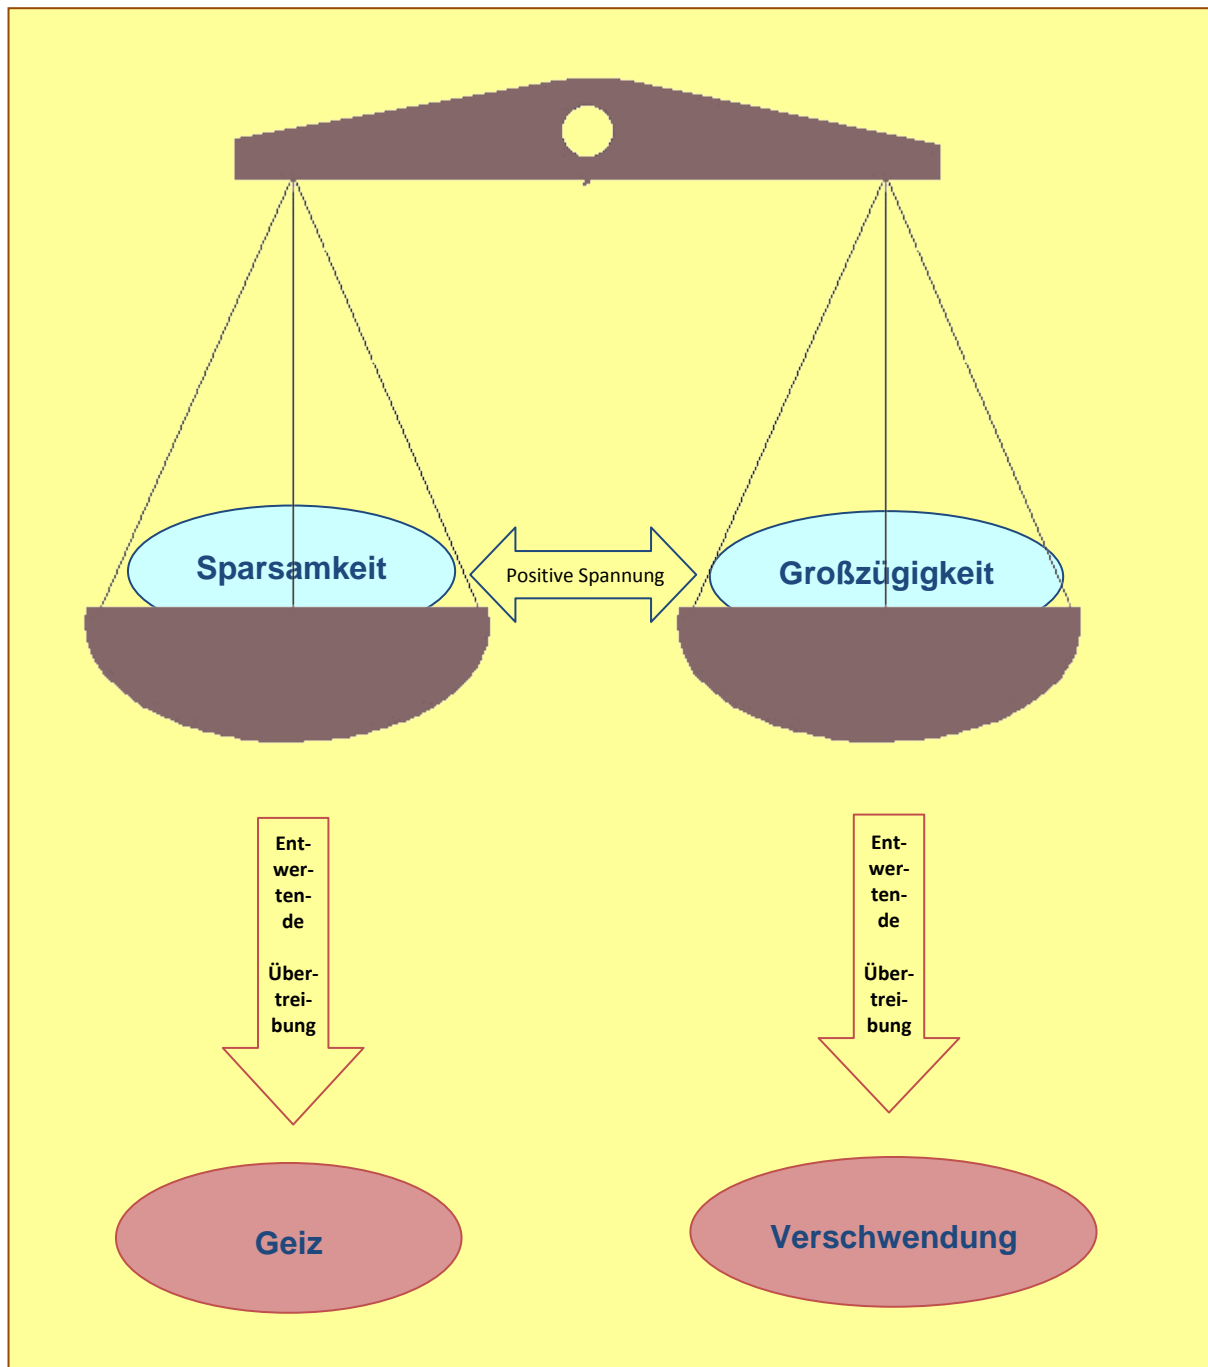 Sparsamkeit
Positive Spannung
Großzügigkeit
Ent-
wer-
ten-
de
Über-
trei-
bung
Ent-
wer-
ten-
de
Über-
trei-
bung
Geiz
Verschwendung